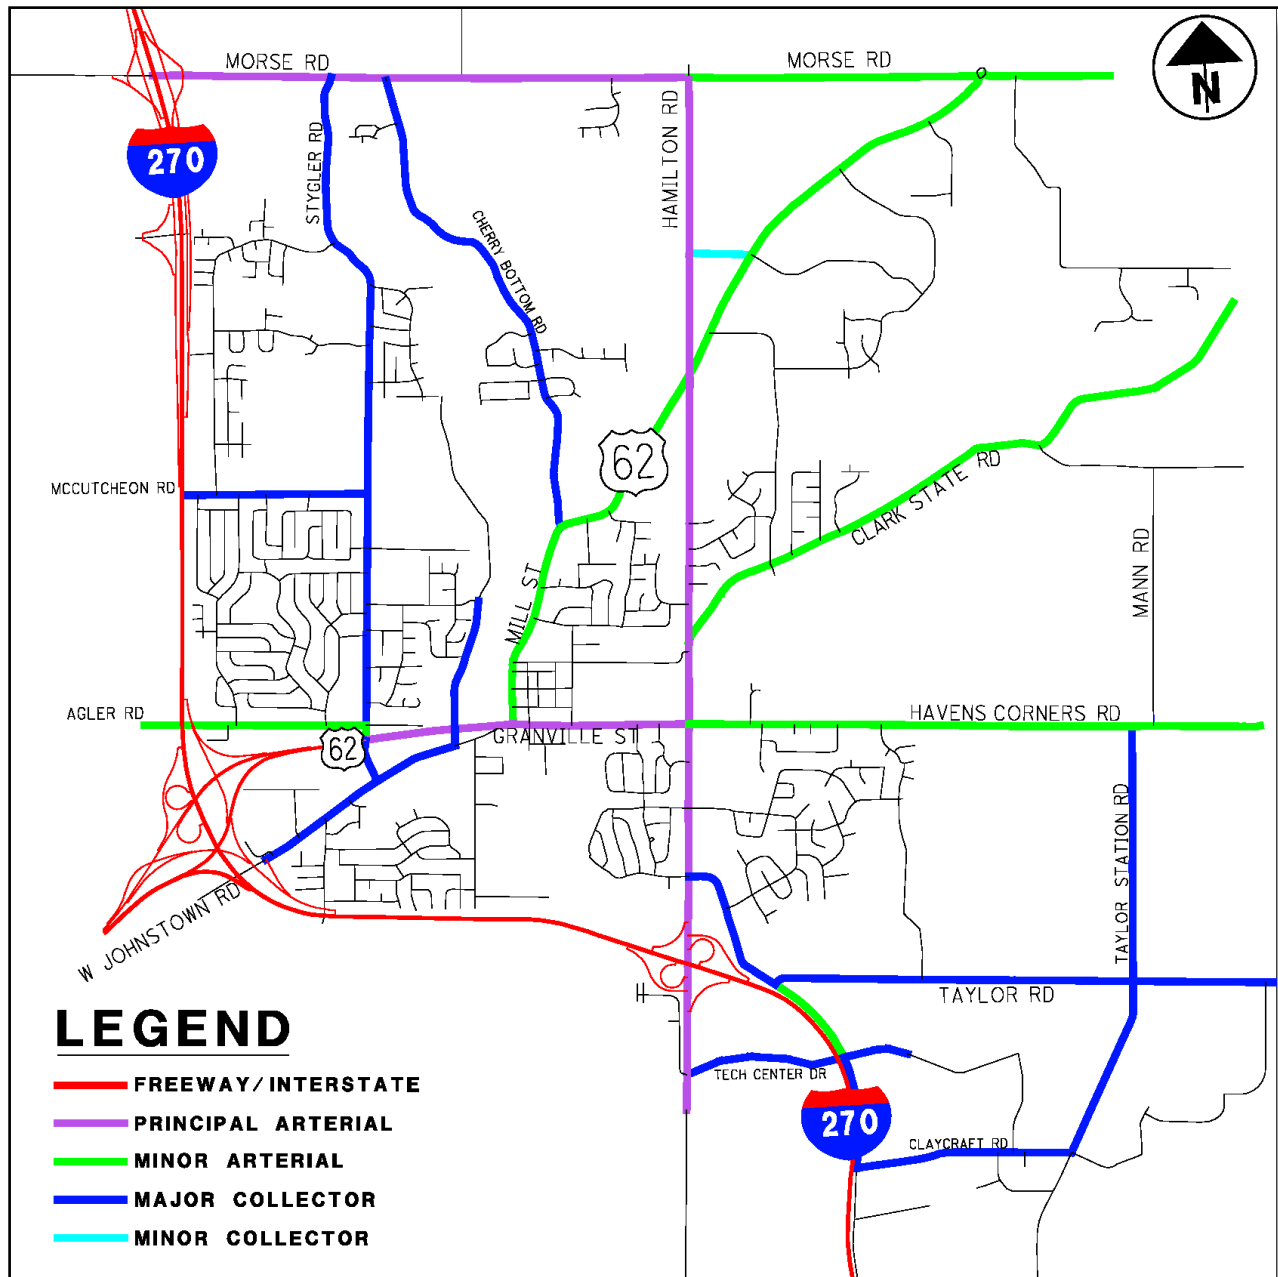 MORSE RD
MORSE RD
N
270
STYGLER RD
HAMILTON RD
CHERRY BOTTOM RD
62
MCCUTCHEON RD
CLARK STATE RD
MANN RD
MILL ST
AGLER RD
HAVENS CORNERS RD
62
GRANVILLE ST
TAYLOR STATION RD
W JOHNSTOWN RD
TAYLOR RD
TECH CENTER DR
270
CLAYCRAFT RD
LEGEND
FREEWAY/INTERSTATE
PRINCIPAL ARTERIAL
MINOR ARTERIAL
MAJOR COLLECTOR
MINOR COLLECTOR